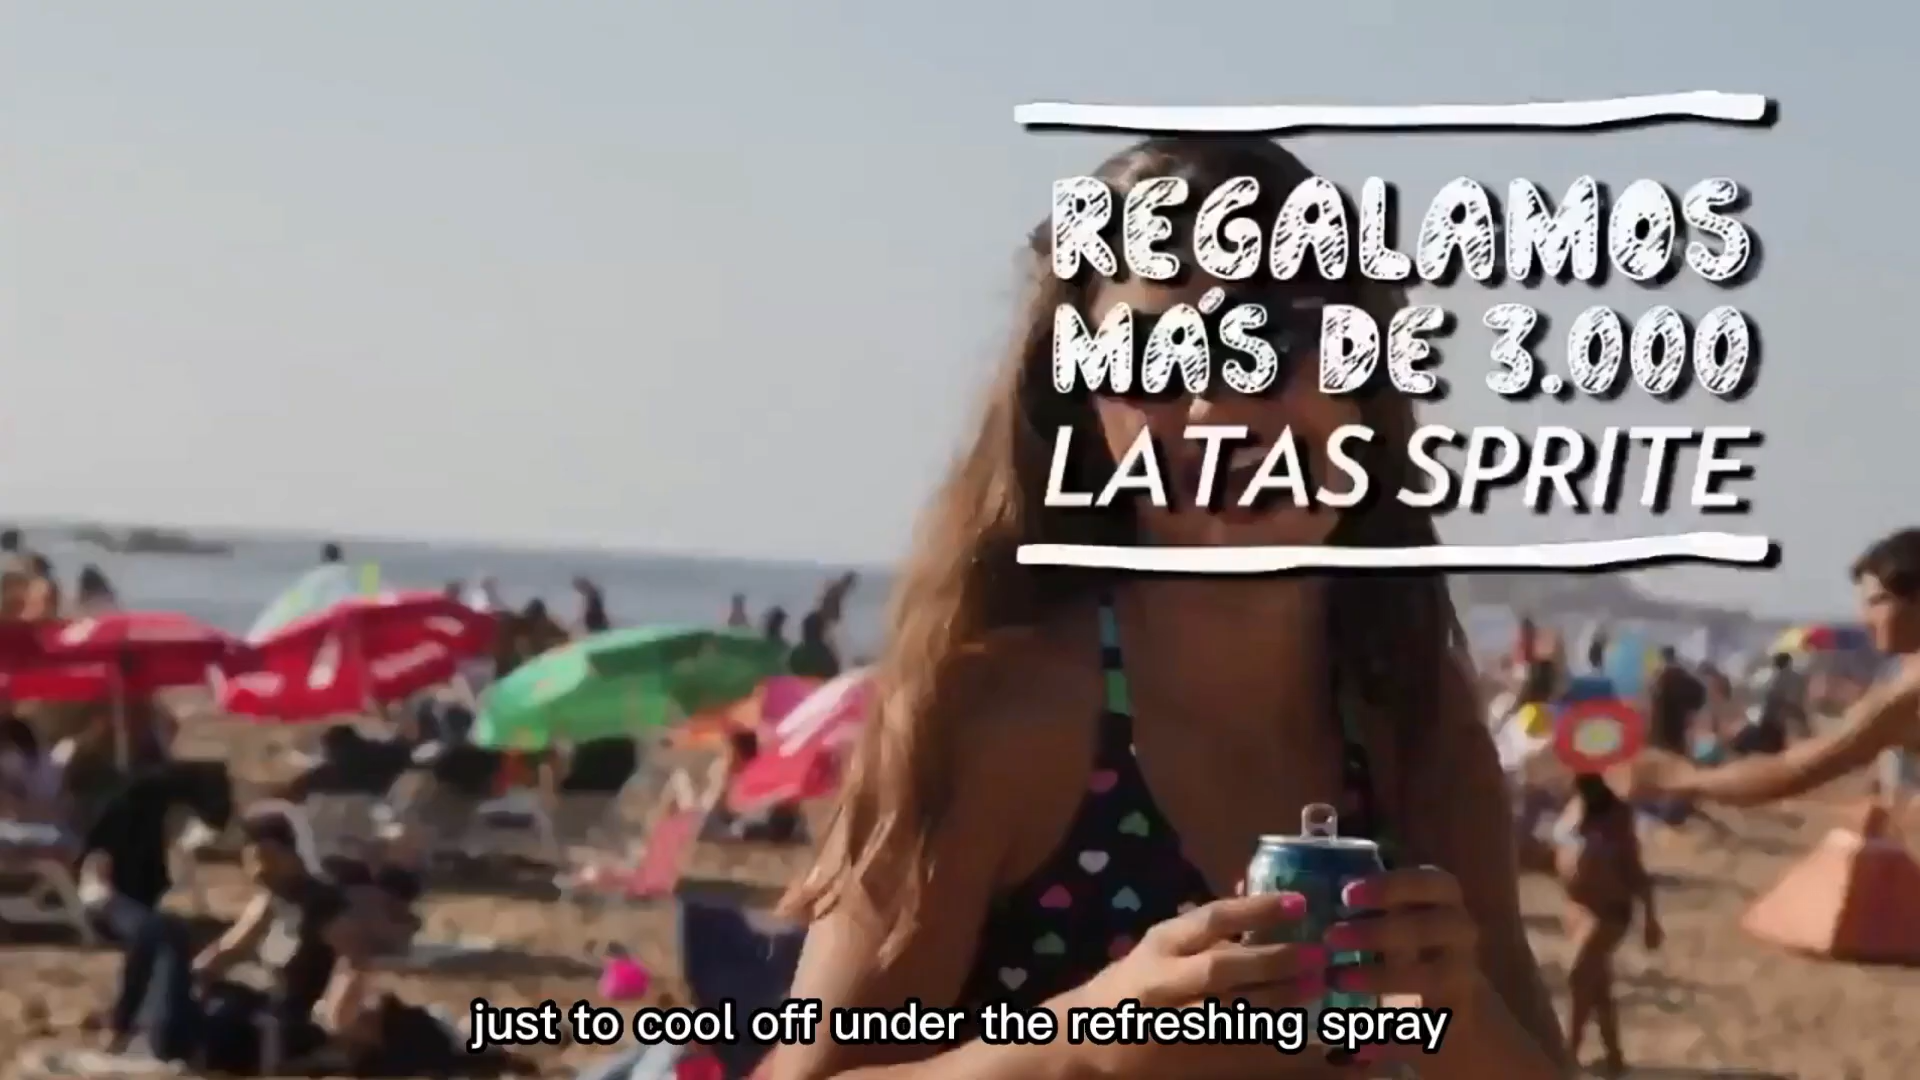 REGALAMOS
MÁS DE 3.000
LATAS SPRITE
just to cool off under the refreshing spray